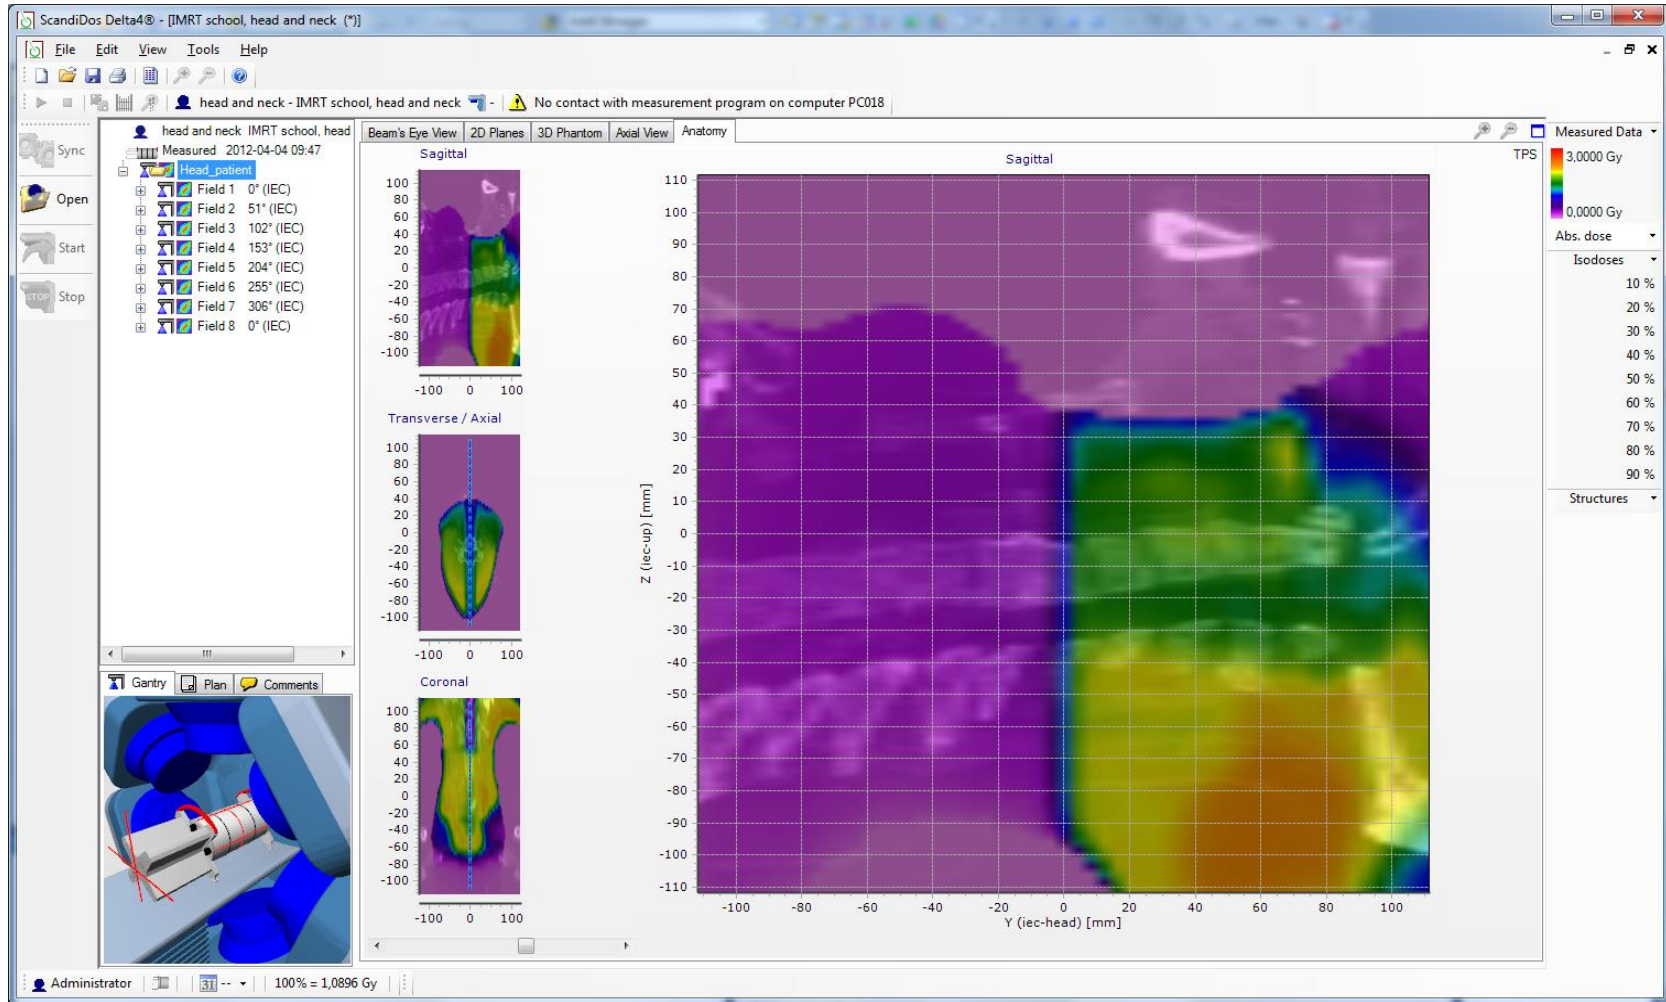 ScandiDos Delta4® - [IMRT school, head and neck (*)]
File Edit View Tools Help
head and neck - IMRT school, head and neck - No contact with measurement program on computer PC018
Sync
Open
Start
STOP Stop
head and neck IMRT school, head
Measured 2012-04-04 09:47
Head_patient
Field 1 0° (IEC)
Field 2 51° (IEC)
Field 3 102° (IEC)
Field 4 153° (IEC)
Field 5 204° (IEC)
Field 6 255° (IEC)
Field 7 306° (IEC)
Field 8 0° (IEC)
Gantry Plan Comments
Beam's Eye View 2D Planes 3D Phantom Axial View Anatomy
Sagittal
100
80
60
40
20
0
-20
-40
-60
-80
-100
-100 0 100
Transverse / Axial
100
80
60
40
20
0
-20
-40
-60
-80
-100
-100 0 100
Coronal
100
80
60
40
20
0
-20
-40
-60
-80
-100
-100 0 100
Sagittal
TPS
Z (iec-up) [mm]
110
100
90
80
70
60
50
40
30
20
10
0
-10
-20
-30
-40
-50
-60
-70
-80
-90
-100
-110
-100 -80 -60 -40 -20 0 20 40 60 80 100
Y (iec-head) [mm]
Measured Data
3,0000 Gy
0,0000 Gy
Abs. dose
Isodoses
10 %
20 %
30 %
40 %
50 %
60 %
70 %
80 %
90 %
Structures
Administrator 31 -- 100% = 1,0896 Gy